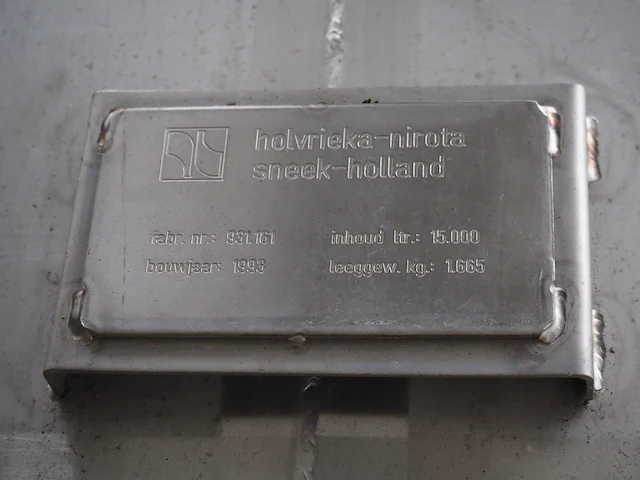 holvrieka-nirota
sneek-holland
fabr. nr.: 931.161 inhoud ltr.: 15.000
bouwjaar: 1993 leeggew. kg.: 1.665